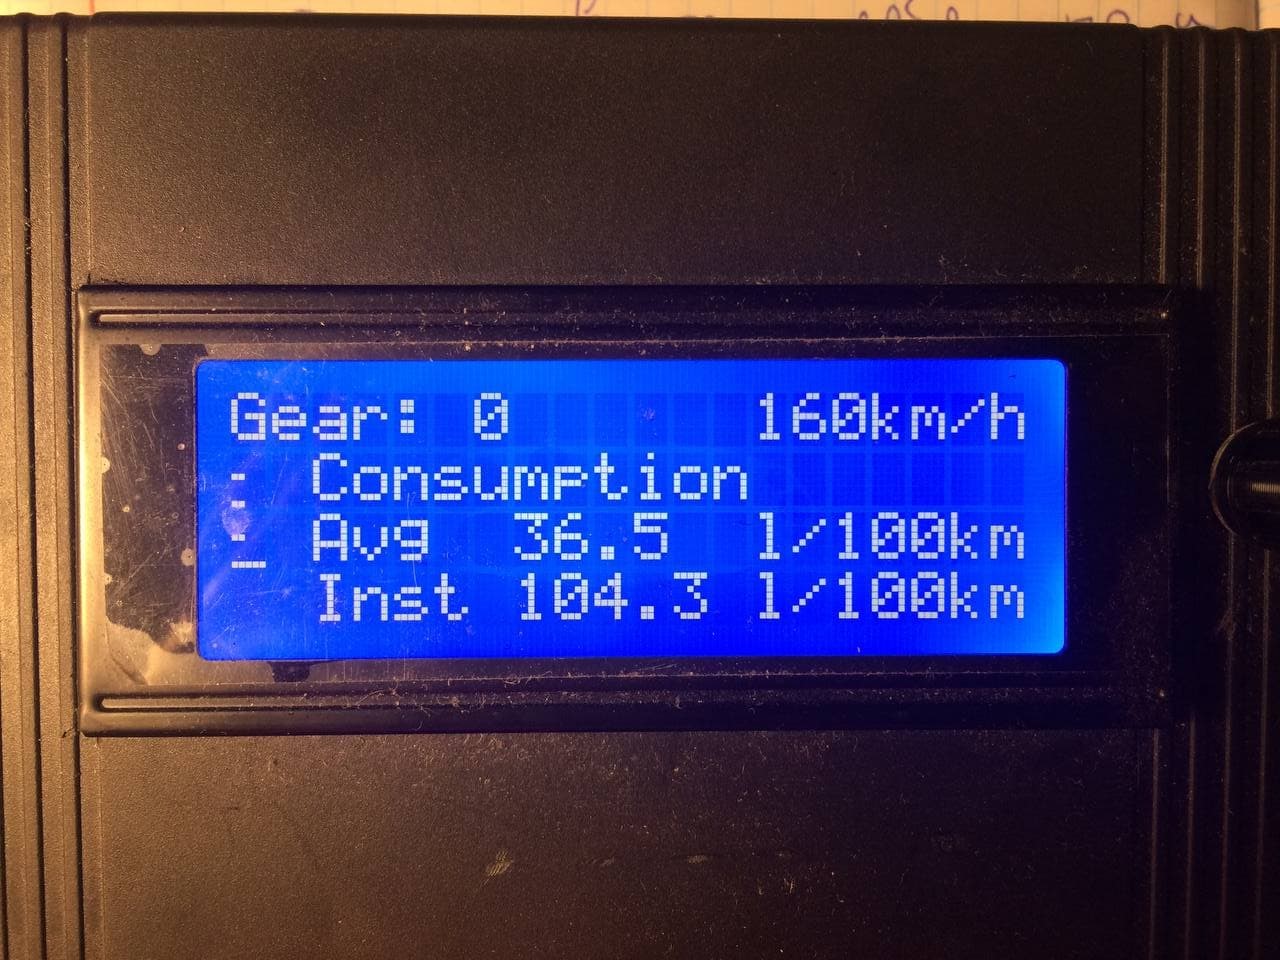 Gear: 0 160km/h
: Consumption
: Avg 36.5 l/100km
Inst 104.3 l/100km